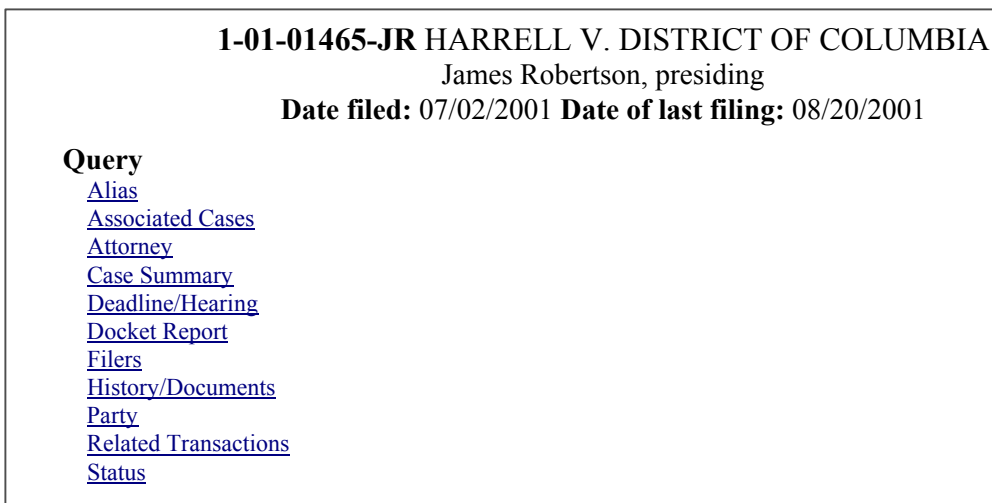 1-01-01465-JR HARRELL V. DISTRICT OF COLUMBIA
James Robertson, presiding
Date filed: 07/02/2001 Date of last filing: 08/20/2001
Query
Alias
Associated Cases
Attorney
Case Summary
Deadline/Hearing
Docket Report
Filers
History/Documents
Party
Related Transactions
Status